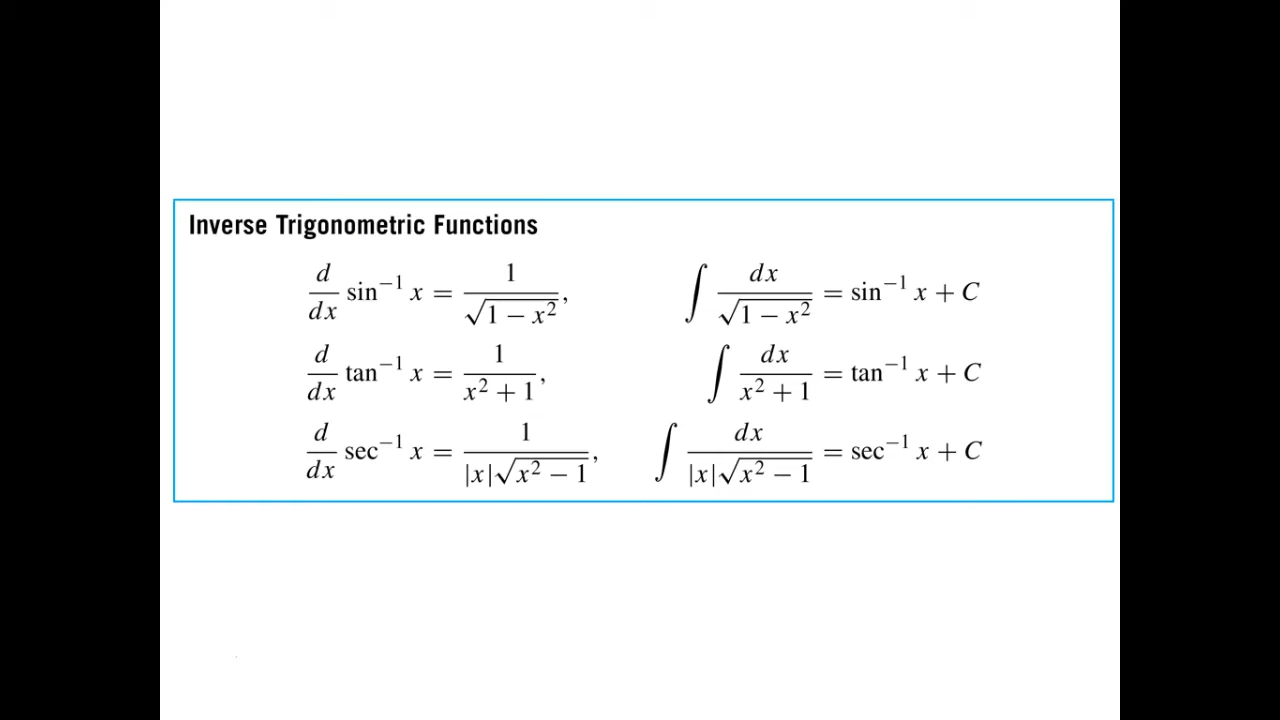 Inverse Trigonometric Functions
d/dx sin⁻¹ x = 1/√(1 − x²), ∫ dx/√(1 − x²) = sin⁻¹ x + C
d/dx tan⁻¹ x = 1/(x² + 1), ∫ dx/(x² + 1) = tan⁻¹ x + C
d/dx sec⁻¹ x = 1/(|x|√(x² − 1)), ∫ dx/(|x|√(x² − 1)) = sec⁻¹ x + C